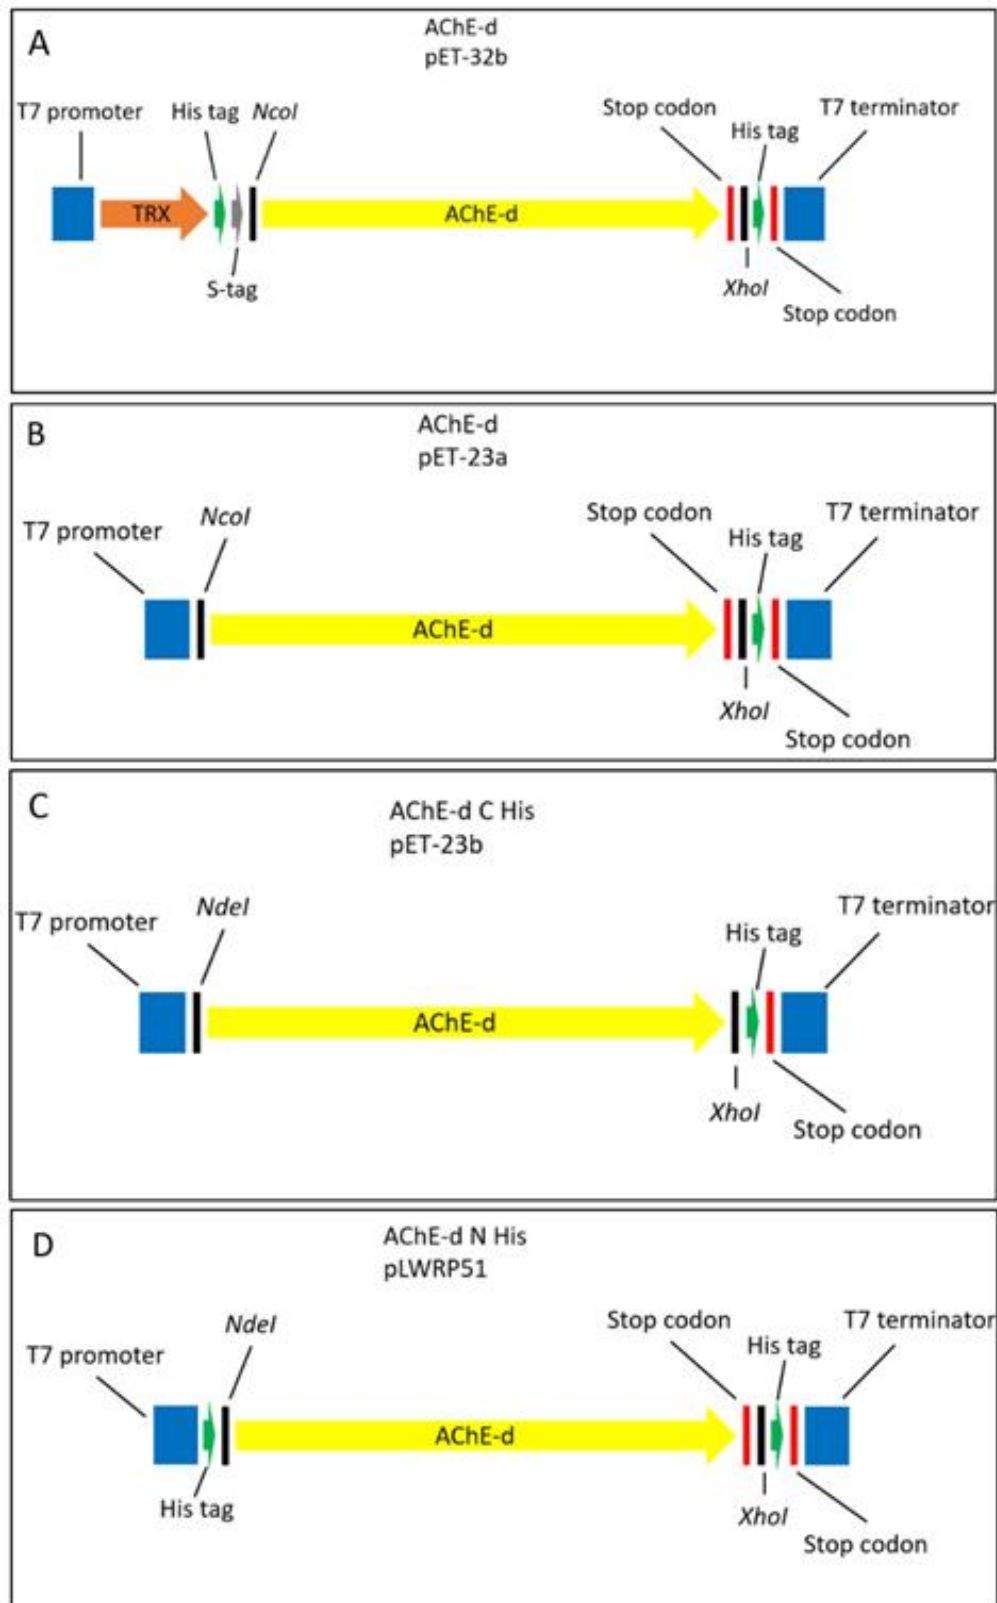 A
AChE-d
pET-32b
T7 promoter
His tag
NcoI
Stop codon
His tag
T7 terminator
TRX
AChE-d
S-tag
XhoI
Stop codon
B
AChE-d
pET-23a
T7 promoter
NcoI
Stop codon
His tag
T7 terminator
AChE-d
XhoI
Stop codon
C
AChE-d C His
pET-23b
T7 promoter
NdeI
His tag
T7 terminator
AChE-d
XhoI
Stop codon
D
AChE-d N His
pLWRP51
T7 promoter
NdeI
Stop codon
His tag
T7 terminator
AChE-d
His tag
XhoI
Stop codon